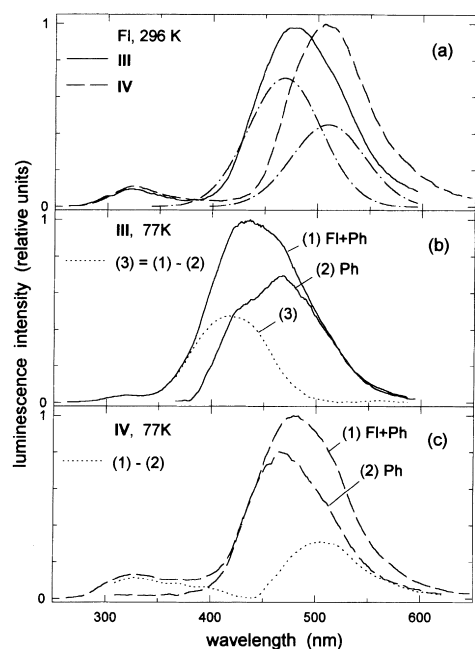 1
Fl, 296 K
III
IV
(a)
0
1
III, 77K
(3) = (1) - (2)
(1) Fl+Ph
(b)
(2) Ph
(3)
0
1
IV, 77K
(1) - (2)
(1) Fl+Ph
(c)
(2) Ph
0
luminescence intensity (relative units)
300 400 500 600
wavelength (nm)